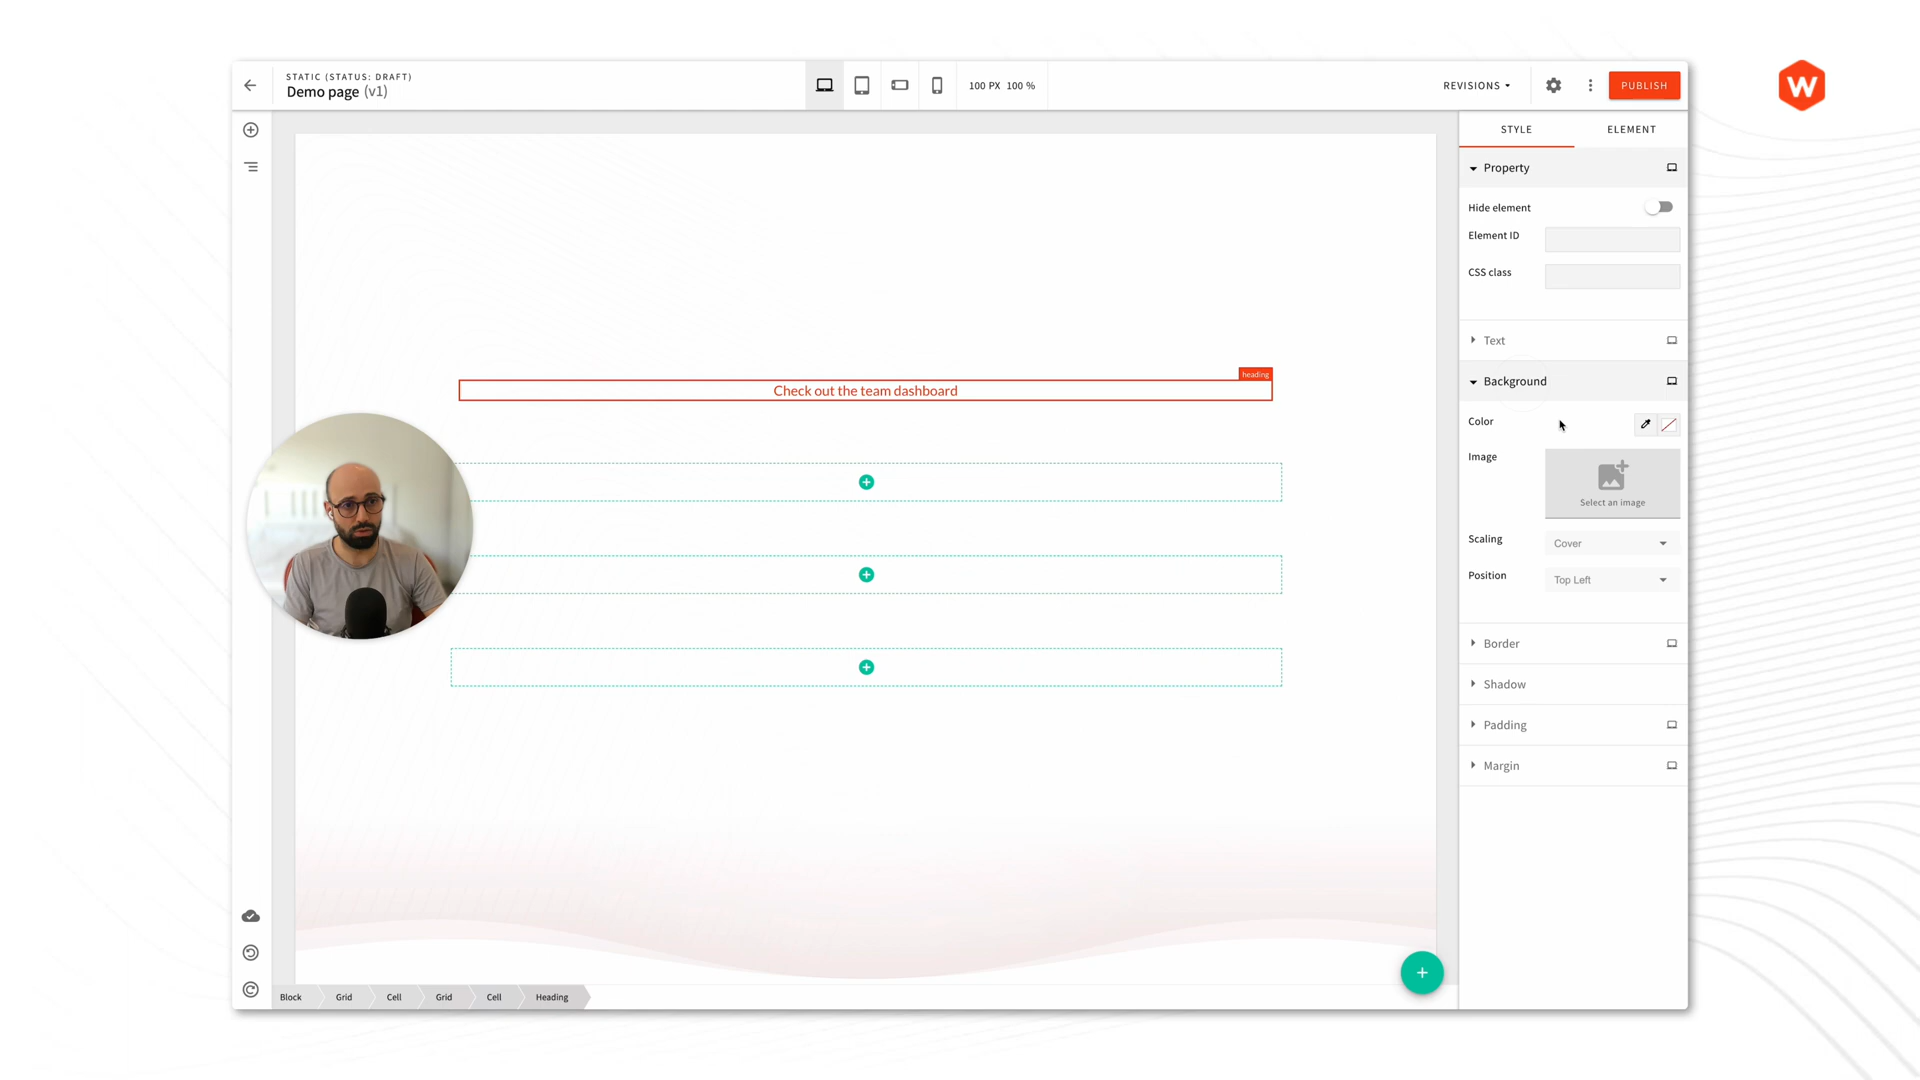 STATIC (STATUS: DRAFT)
Demo page (v1)
100 PX 100 %
REVISIONS
PUBLISH
W
STYLE
ELEMENT
Property
Hide element
Element ID
CSS class
Text
Background
Color
Image
Select an image
Scaling
Cover
Position
Top Left
Border
Shadow
Padding
Margin
heading
Check out the team dashboard
Block
Grid
Cell
Grid
Cell
Heading